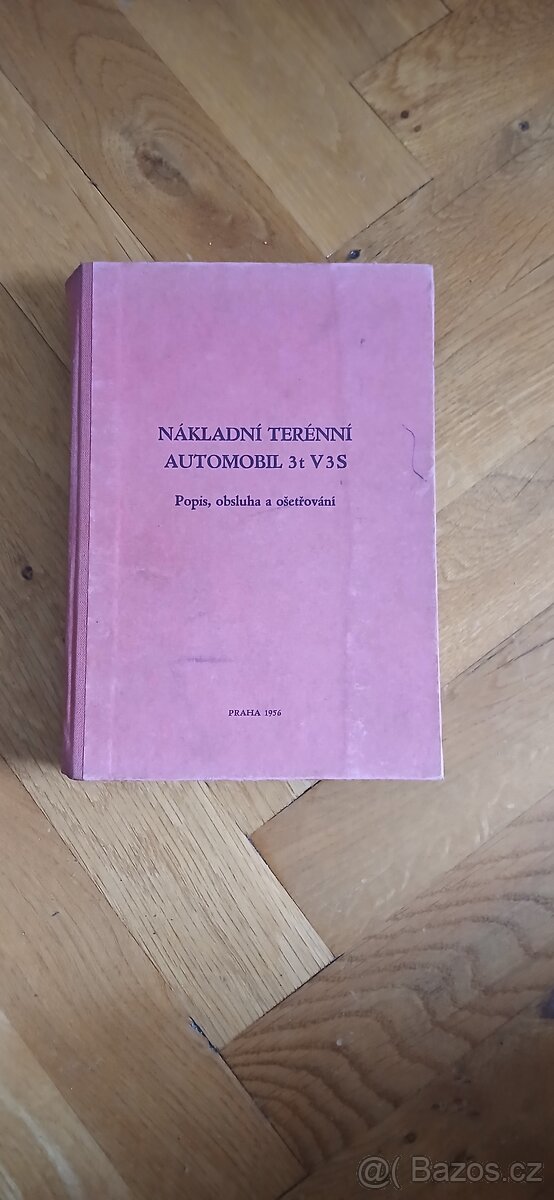 NÁKLADNÍ TERÉNNÍ
AUTOMOBIL 3t V3S
Popis, obsluha a ošetřování
PRAHA 1956
@( Bazos.cz